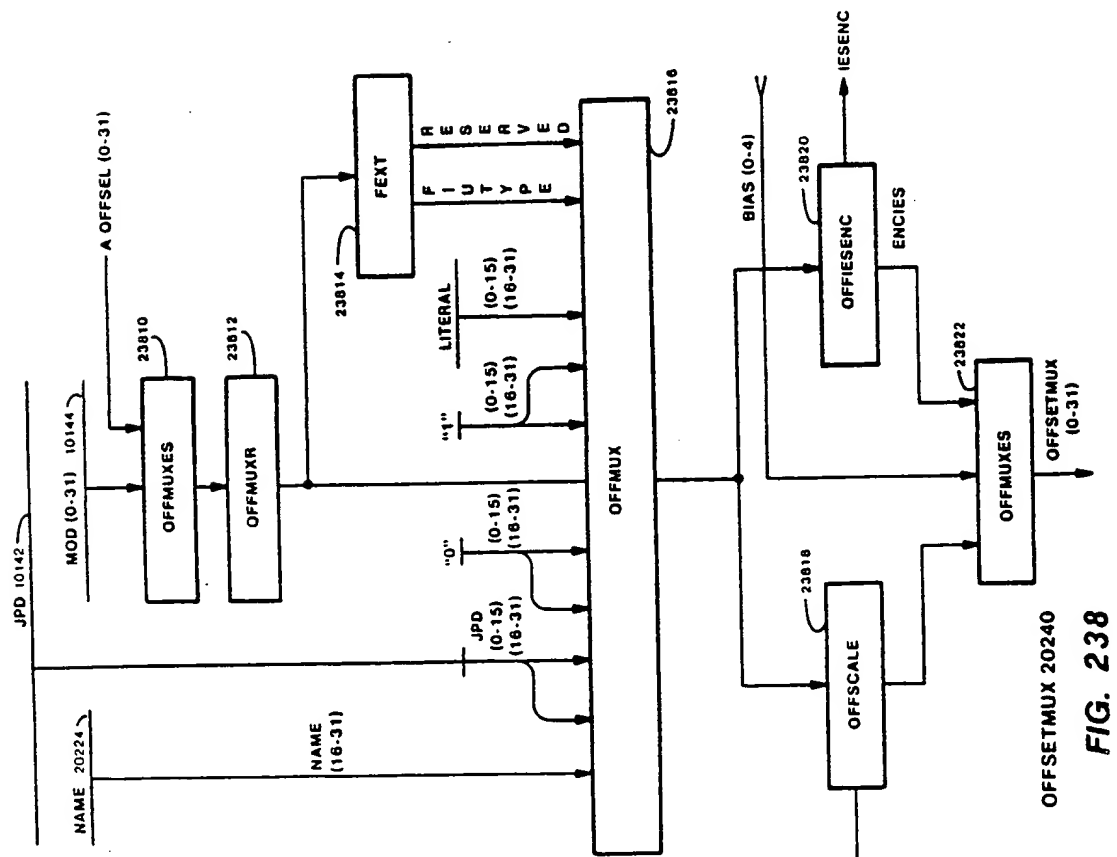 JPD 10142
MOD (0-31) 10144
A OFFSEL (0-31)
NAME 20224
23810
OFFMUXES
23812
OFFMUXR
23814
FEXT
FIUTYPE
RESERVED
NAME
(16-31)
JPD
(0-15)
(16-31)
"0"
(0-15)
(16-31)
"1"
(0-15)
(16-31)
LITERAL
(0-15)
(16-31)
OFFMUX
23816
BIAS (0-4)
23818
OFFSCALE
23820
OFFIESENC
IESENC
ENCIES
23822
OFFMUXES
OFFSETMUX
(0-31)
OFFSETMUX 20240
FIG. 238